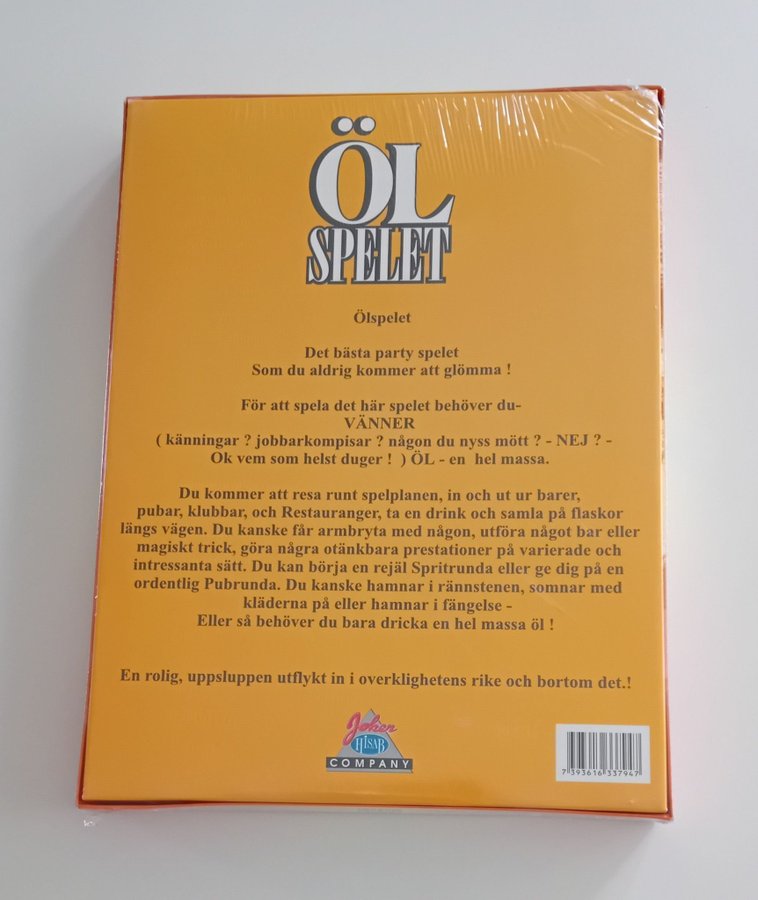 ÖL
SPELET
Ölspelet
Det bästa party spelet
Som du aldrig kommer att glömma !
För att spela det här spelet behöver du-
VÄNNER
( känningar ? jobbarkompisar ? någon du nyss mött ? - NEJ ? -
Ok vem som helst duger ! ) ÖL - en hel massa.
Du kommer att resa runt spelplanen, in och ut ur barer,
pubar, klubbar, och Restauranger, ta en drink och samla på flaskor
längs vägen. Du kanske får armbryta med någon, utföra något bar eller
magiskt trick, göra några otänkbara prestationer på varierade och
intressanta sätt. Du kan börja en rejäl Spritrunda eller ge dig på en
ordentlig Pubrunda. Du kanske hamnar i rännstenen, somnar med
kläderna på eller hamnar i fängelse -
Eller så behöver du bara dricka en hel massa öl !
En rolig, uppsluppen utflykt in i overklighetens rike och bortom det.!
Joker
HISAB
COMPANY
7 393616 337947